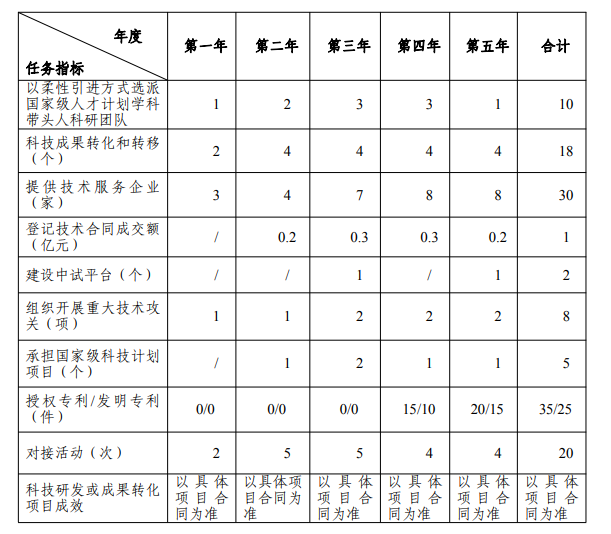 年度
任务指标
第一年 第二年 第三年 第四年 第五年 合计
以柔性引进方式选派
国家级人才计划学科
带头人科研团队
1 2 3 3 1 10
科技成果转化和转移
（个）
2 4 4 4 4 18
提供技术服务企业
（家）
3 4 7 8 8 30
登记技术合同成交额
（亿元）
/ 0.2 0.3 0.3 0.2 1
建设中试平台（个） / / 1 / 1 2
组织开展重大技术攻
关（项）
1 1 2 2 2 8
承担国家级科技计划
项目（个）
/ 1 2 1 1 5
授权专利/发明专利
（件）
0/0 0/0 0/0 15/10 20/15 35/25
对接活动（次） 2 5 5 4 4 20
科技研发或成果转化
项目成效
以具体
项目合
同为准
以具体项
目合同为
准
以具体
项目合
同为准
以具体
项目合
同为准
以具体
项目合
同为准
以具体
项目合
同为准